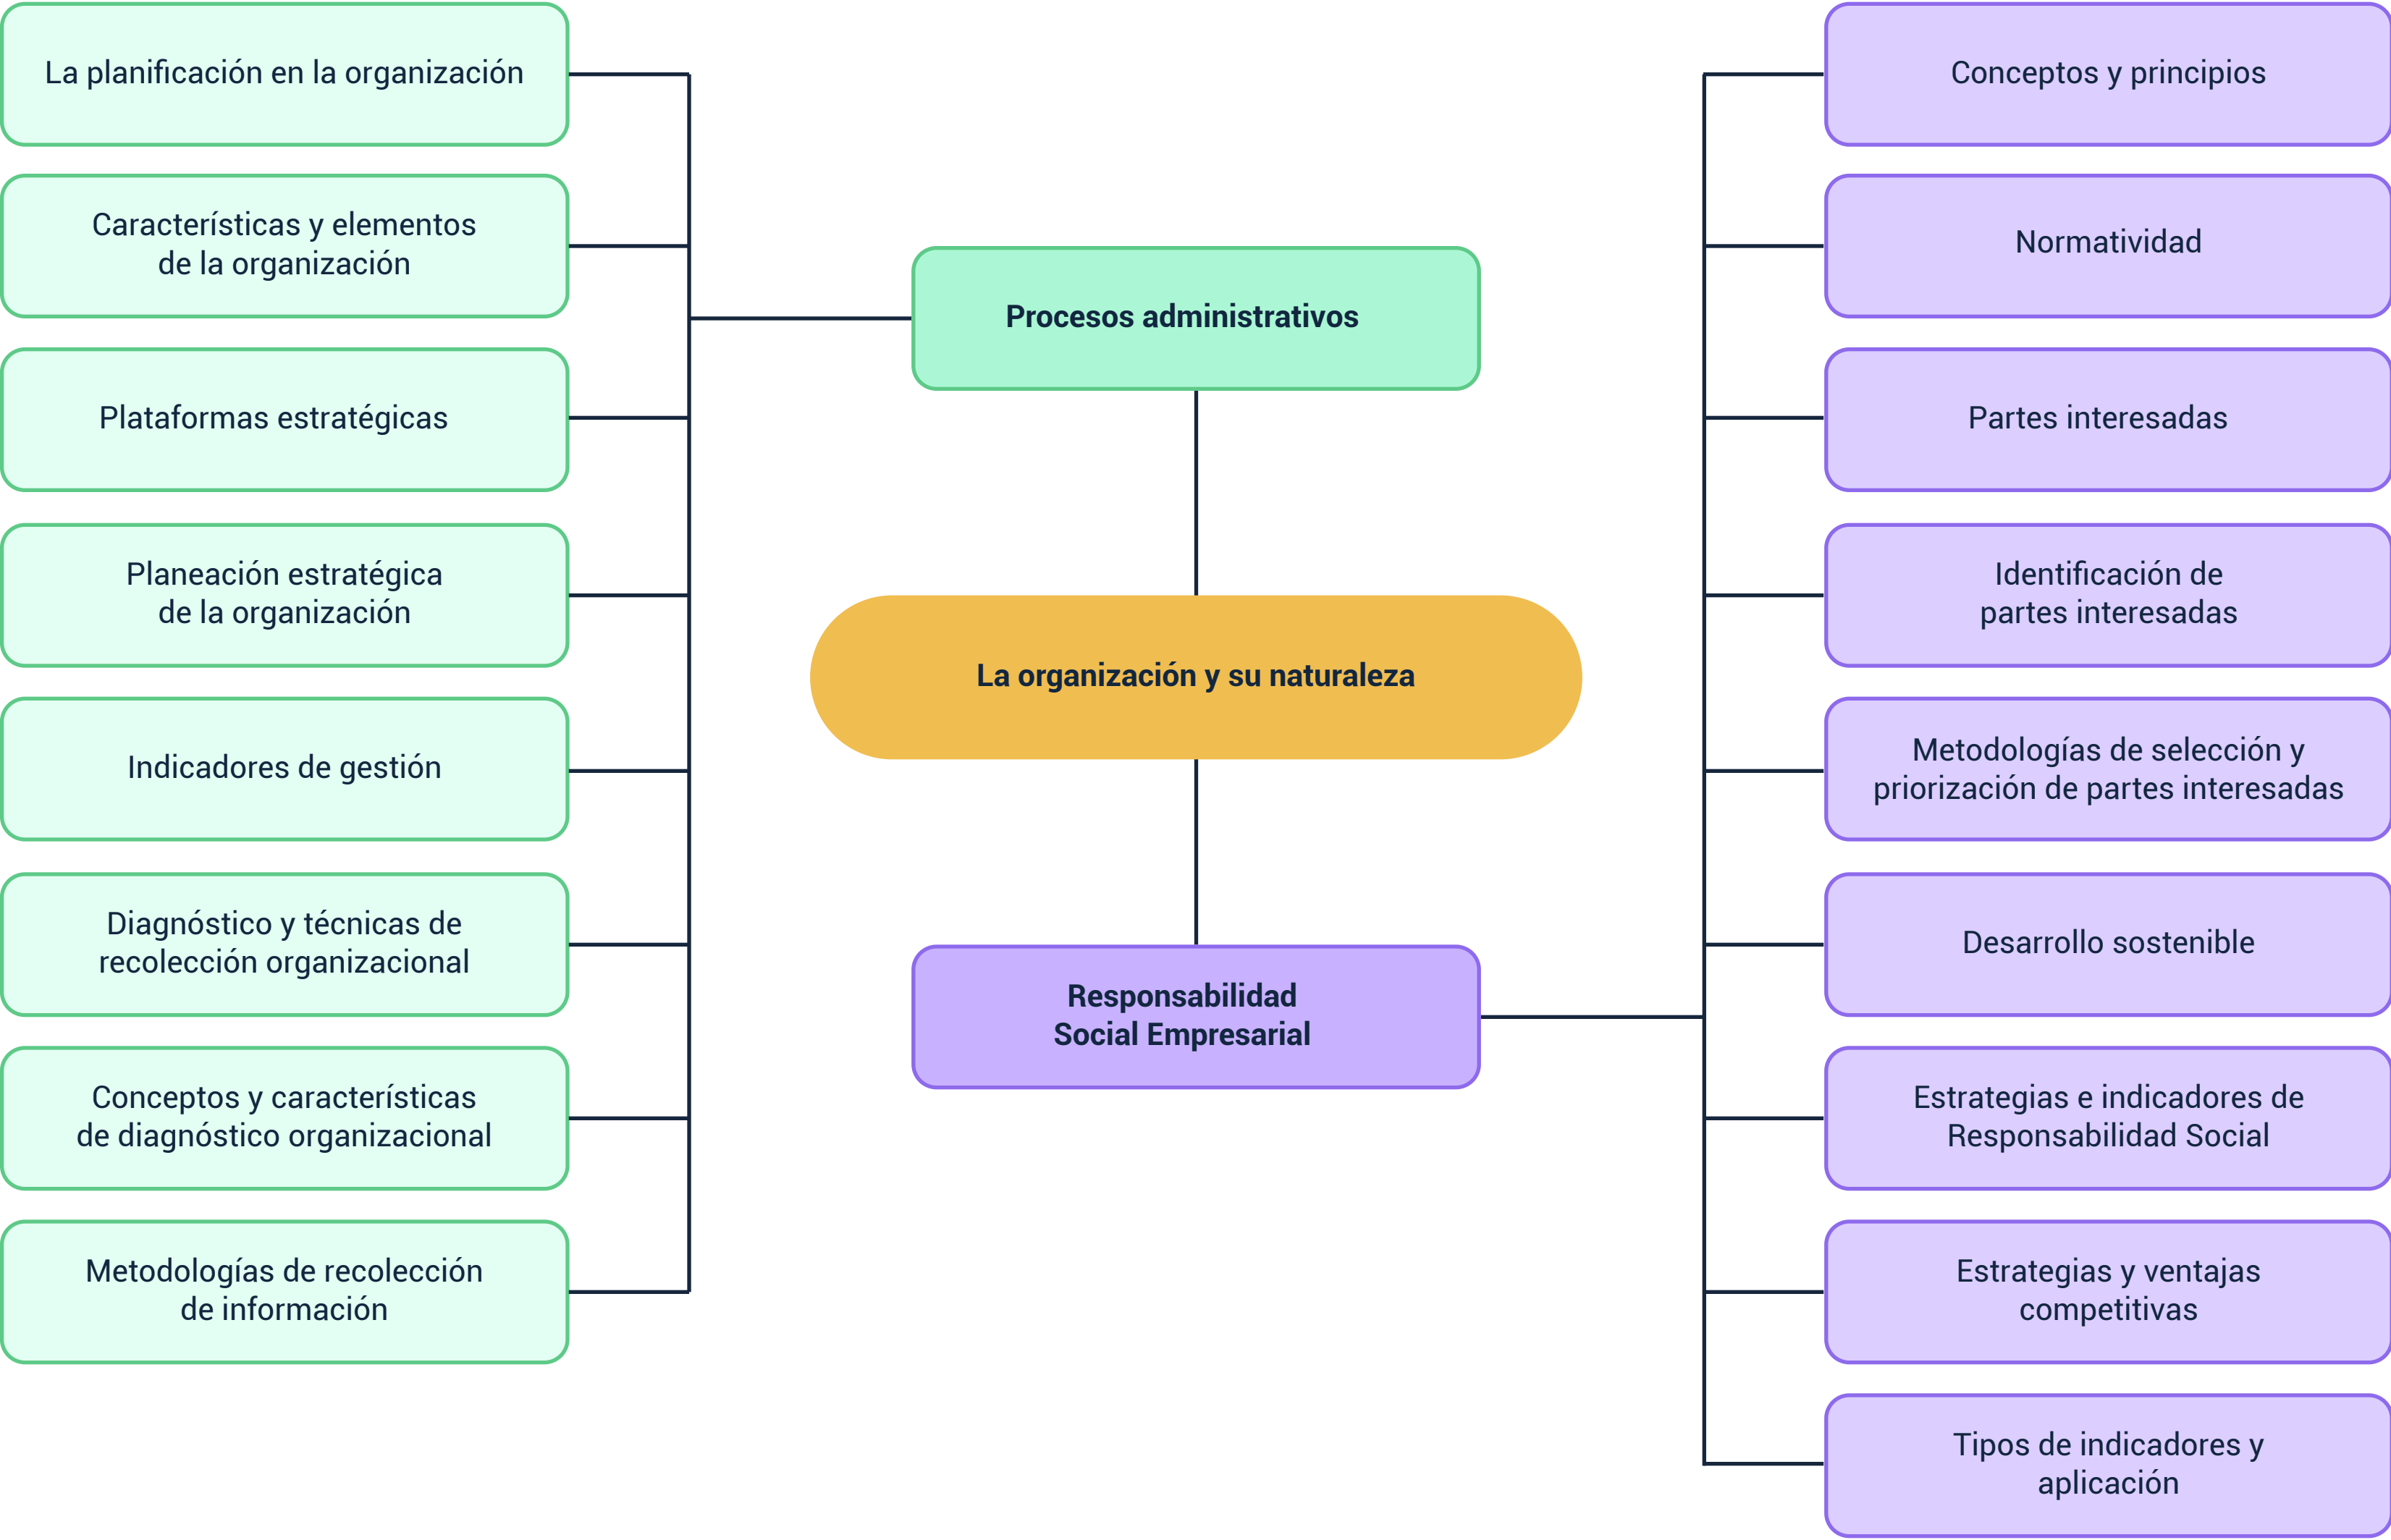 La planificación en la organización
Características y elementos
de la organización
Plataformas estratégicas
Planeación estratégica
de la organización
Indicadores de gestión
Diagnóstico y técnicas de
recolección organizacional
Conceptos y características
de diagnóstico organizacional
Metodologías de recolección
de información
Procesos administrativos
La organización y su naturaleza
Responsabilidad
Social Empresarial
Conceptos y principios
Normatividad
Partes interesadas
Identificación de
partes interesadas
Metodologías de selección y
priorización de partes interesadas
Desarrollo sostenible
Estrategias e indicadores de
Responsabilidad Social
Estrategias y ventajas
competitivas
Tipos de indicadores y
aplicación